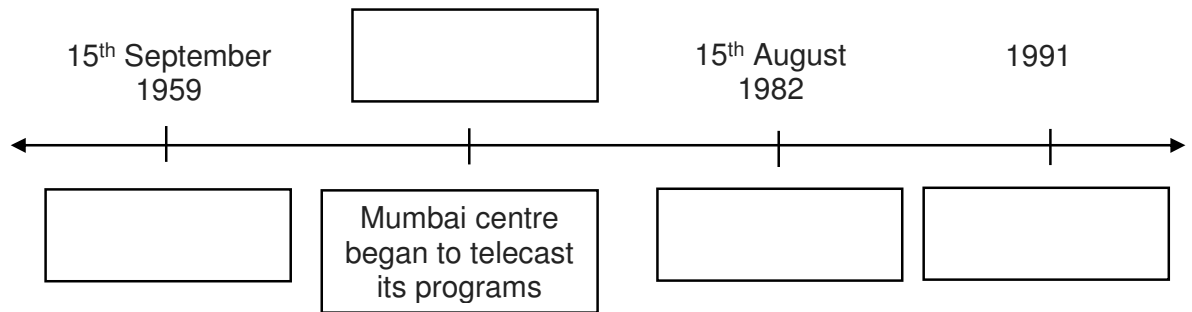 15th September
1959
15th August
1982
1991
Mumbai centre
began to telecast
its programs